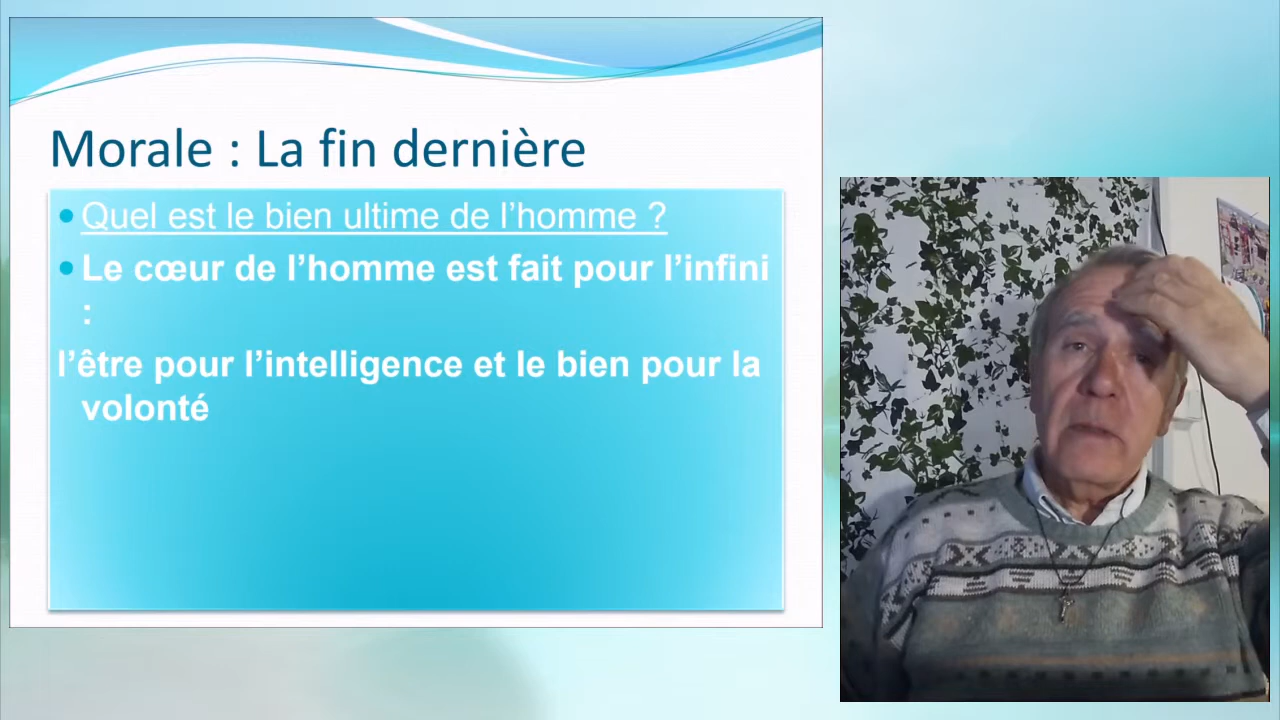 Morale : La fin dernière
Quel est le bien ultime de l’homme ?
Le cœur de l’homme est fait pour l’infini
:
l’être pour l’intelligence et le bien pour la
volonté